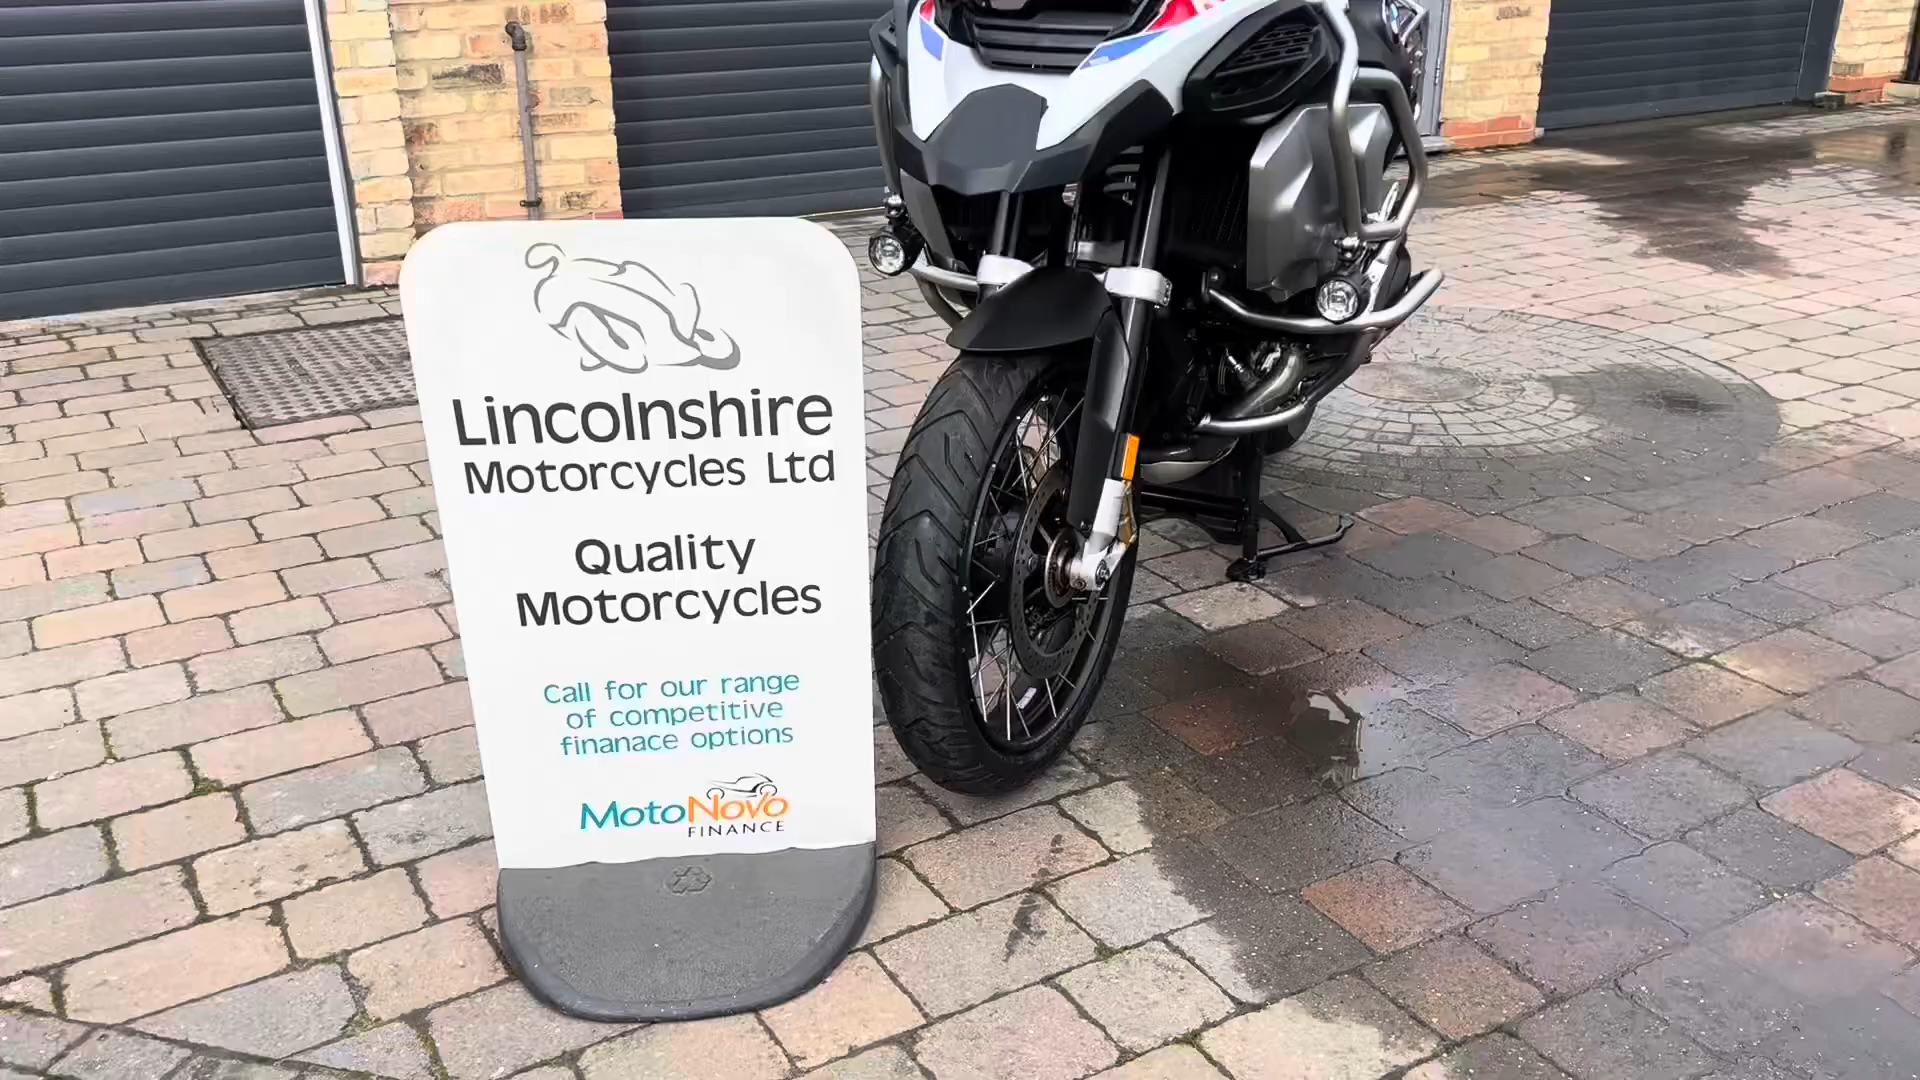 Lincolnshire
Motorcycles Ltd
Quality
Motorcycles
Call for our range
of competitive
finanace options
MotoNovo
FINANCE